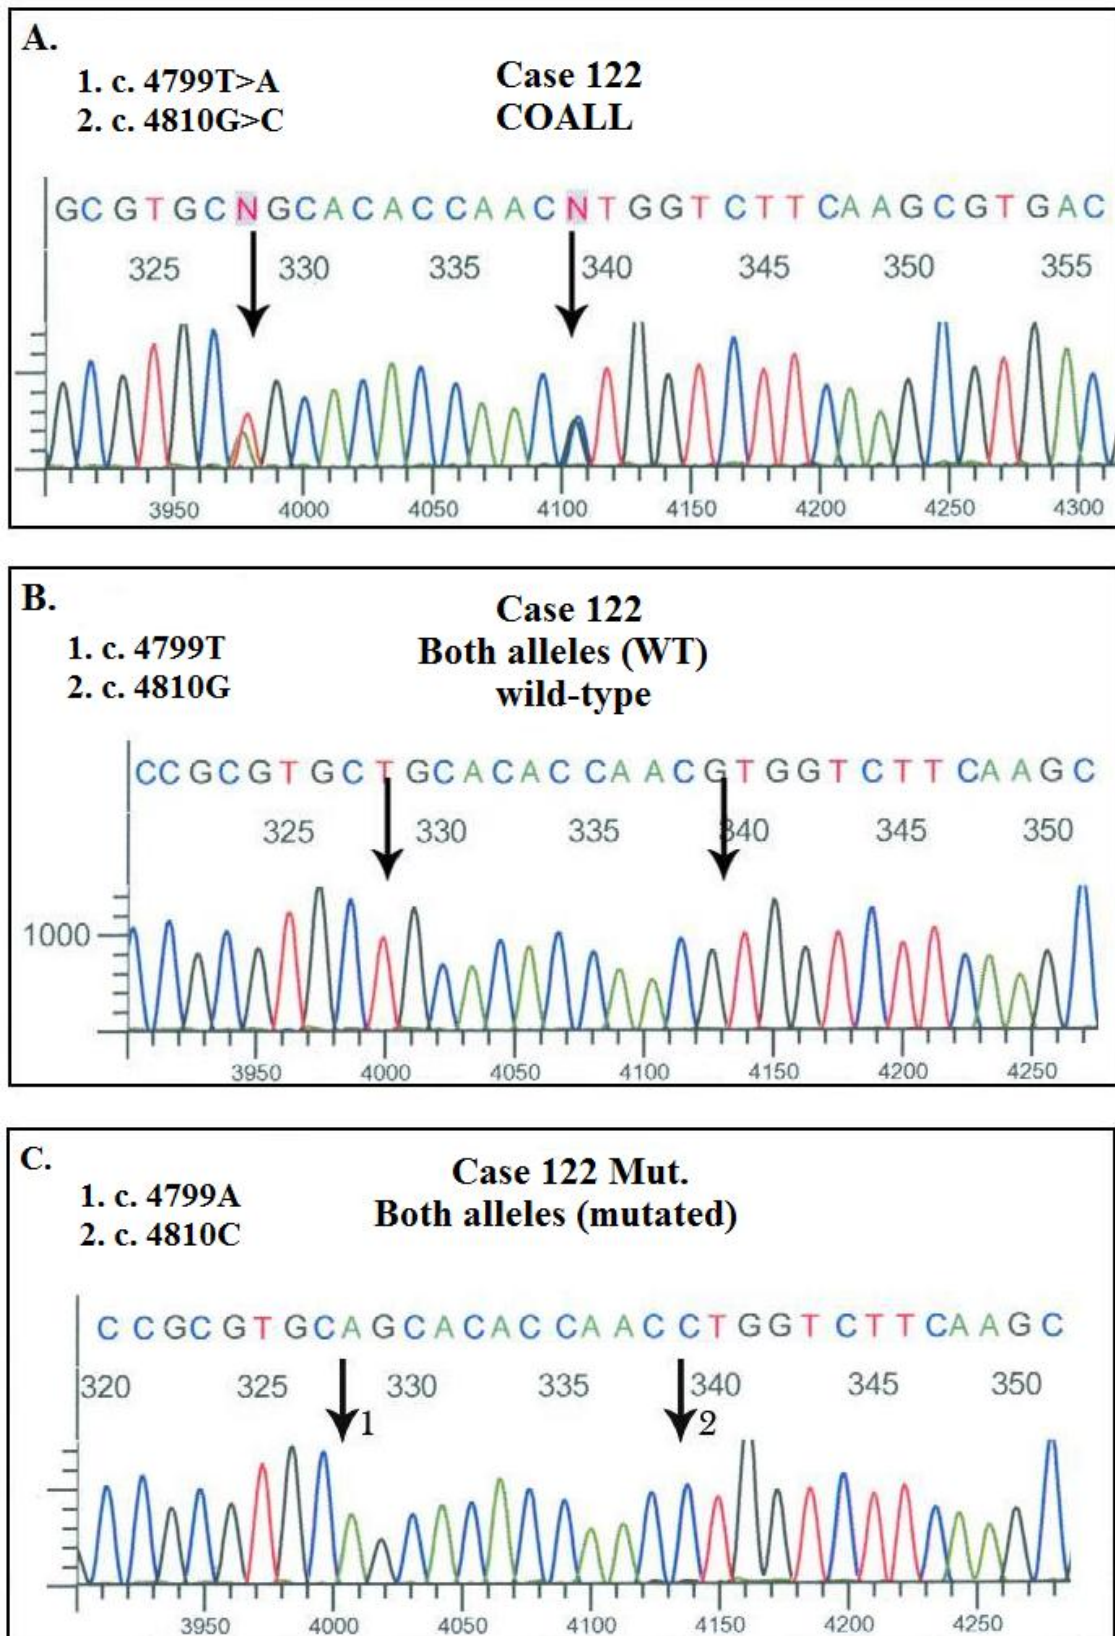 A.
1. c. 4799T>A
2. c. 4810G>C
Case 122
COALL
GCGTGCNGCACACCAACNTGGTCTTCAAGCGTGAC
325 330 335 340 345 350 355
3950 4000 4050 4100 4150 4200 4250 4300
B.
1. c. 4799T
2. c. 4810G
Case 122
Both alleles (WT)
wild-type
CCGCGTGCTGCACACCAACGTGGTCTTCAAGC
325 330 335 340 345 350
1000
3950 4000 4050 4100 4150 4200 4250
C.
1. c. 4799A
2. c. 4810C
Case 122 Mut.
Both alleles (mutated)
CCGCGTGCAGCACACCAACCTGGTCTTCAAGC
320 325 330 335 340 345 350
1 2
3950 4000 4050 4100 4150 4200 4250